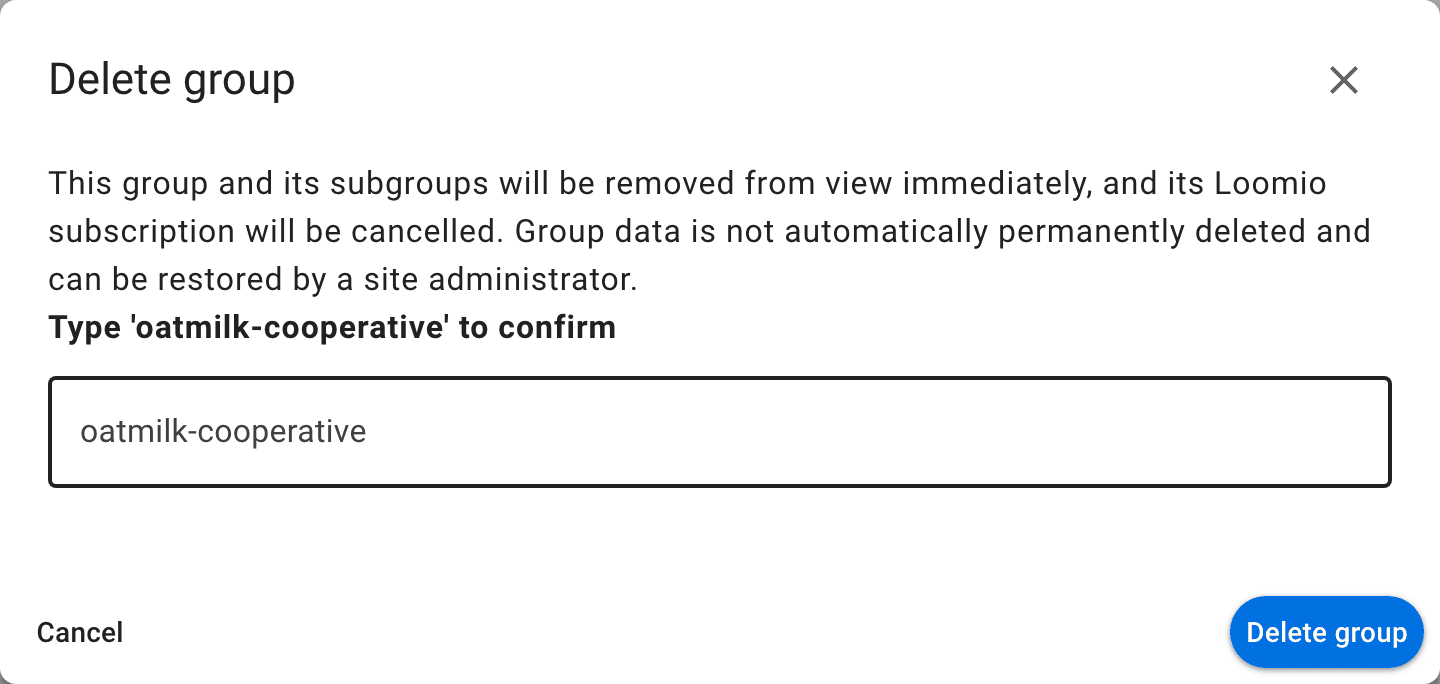 Delete group
This group and its subgroups will be removed from view immediately, and its Loomio
subscription will be cancelled. Group data is not automatically permanently deleted and
can be restored by a site administrator.
Type 'oatmilk-cooperative' to confirm
oatmilk-cooperative
Cancel
Delete group